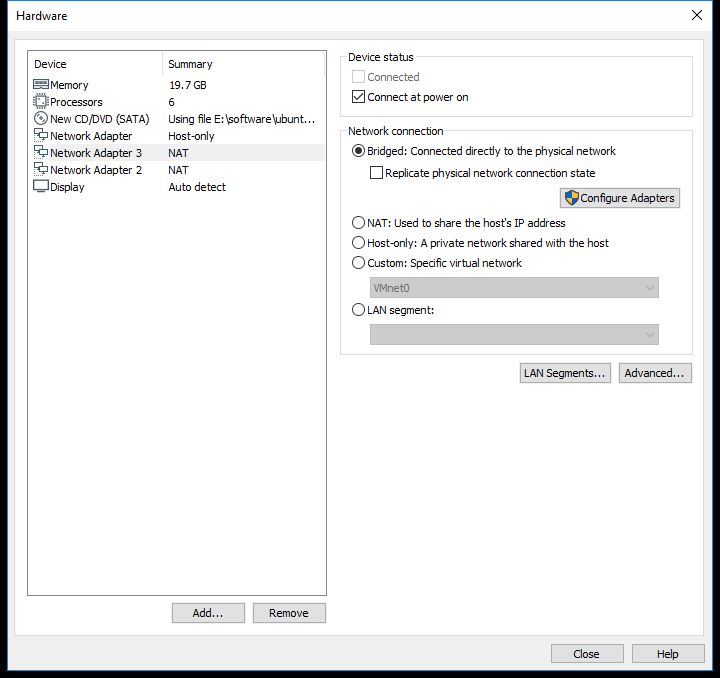 Hardware
Device Summary
Memory 19.7 GB
Processors 6
New CD/DVD (SATA) Using file E:\software\ubunt...
Network Adapter Host-only
Network Adapter 3 NAT
Network Adapter 2 NAT
Display Auto detect
Add...
Remove
Device status
Connected
Connect at power on
Network connection
Bridged: Connected directly to the physical network
Replicate physical network connection state
Configure Adapters
NAT: Used to share the host's IP address
Host-only: A private network shared with the host
Custom: Specific virtual network
VMnet0
LAN segment:
LAN Segments...
Advanced...
Close
Help